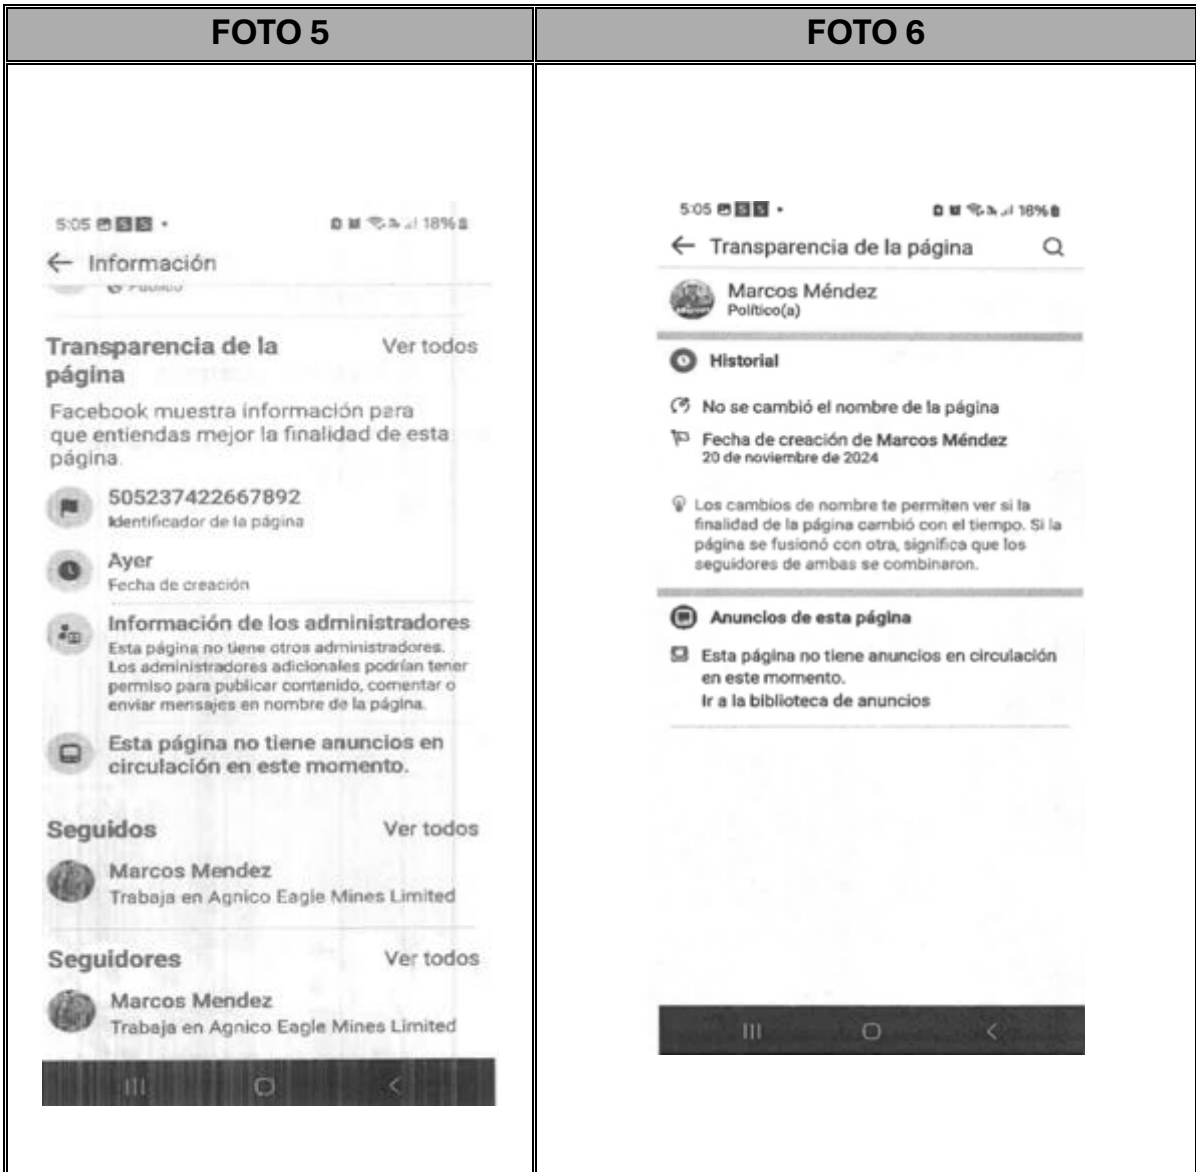 FOTO 5
5:05
18%
← Información
Público
Transparencia de la
página
Ver todos
Facebook muestra información para
que entiendas mejor la finalidad de esta
página.
505237422667892
Identificador de la página
Ayer
Fecha de creación
Información de los administradores
Esta página no tiene otros administradores.
Los administradores adicionales podrían tener
permiso para publicar contenido, comentar o
enviar mensajes en nombre de la página.
Esta página no tiene anuncios en
circulación en este momento.
Seguidos
Ver todos
Marcos Mendez
Trabaja en Agnico Eagle Mines Limited
Seguidores
Ver todos
Marcos Mendez
Trabaja en Agnico Eagle Mines Limited
FOTO 6
5:05
18%
← Transparencia de la página
Marcos Méndez
Político(a)
Historial
No se cambió el nombre de la página
Fecha de creación de Marcos Méndez
20 de noviembre de 2024
Los cambios de nombre te permiten ver si la
finalidad de la página cambió con el tiempo. Si la
página se fusionó con otra, significa que los
seguidores de ambas se combinaron.
Anuncios de esta página
Esta página no tiene anuncios en circulación
en este momento.
Ir a la biblioteca de anuncios